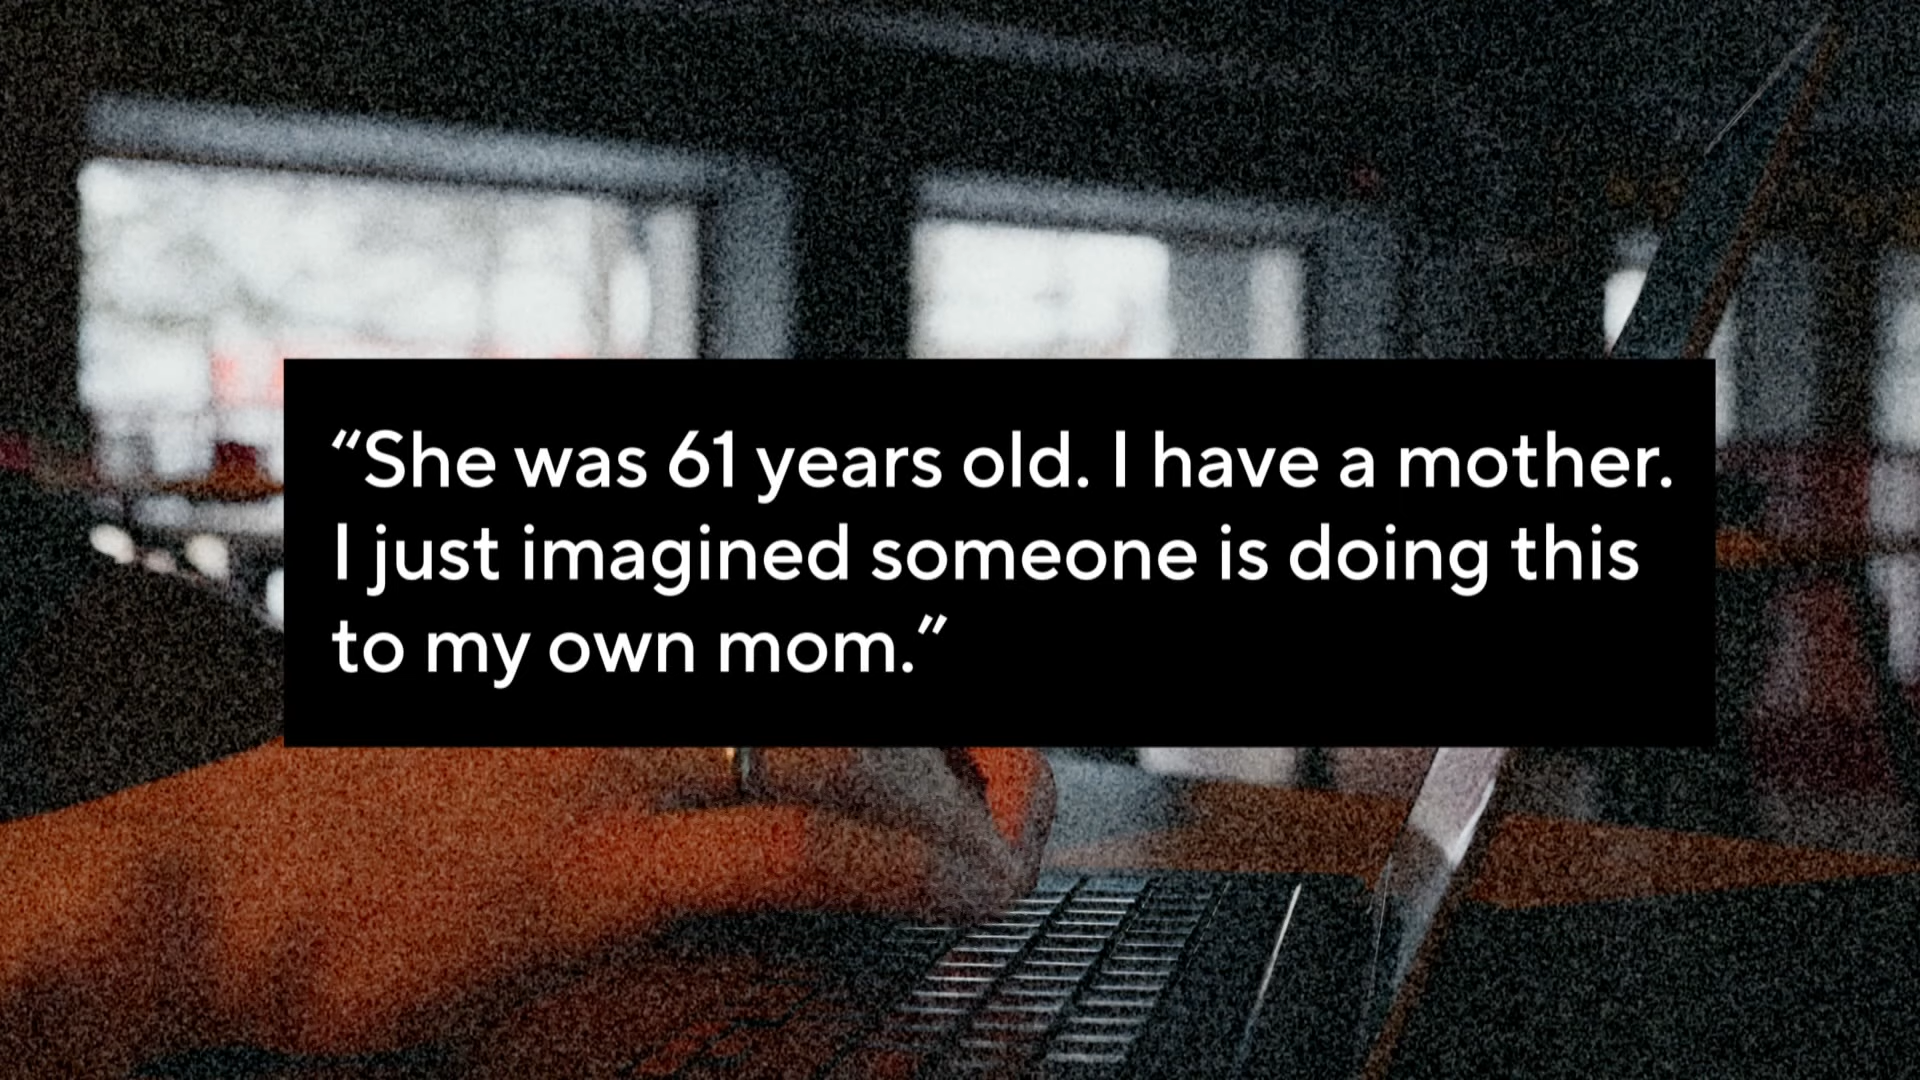 “She was 61 years old. I have a mother.
I just imagined someone is doing this
to my own mom.”